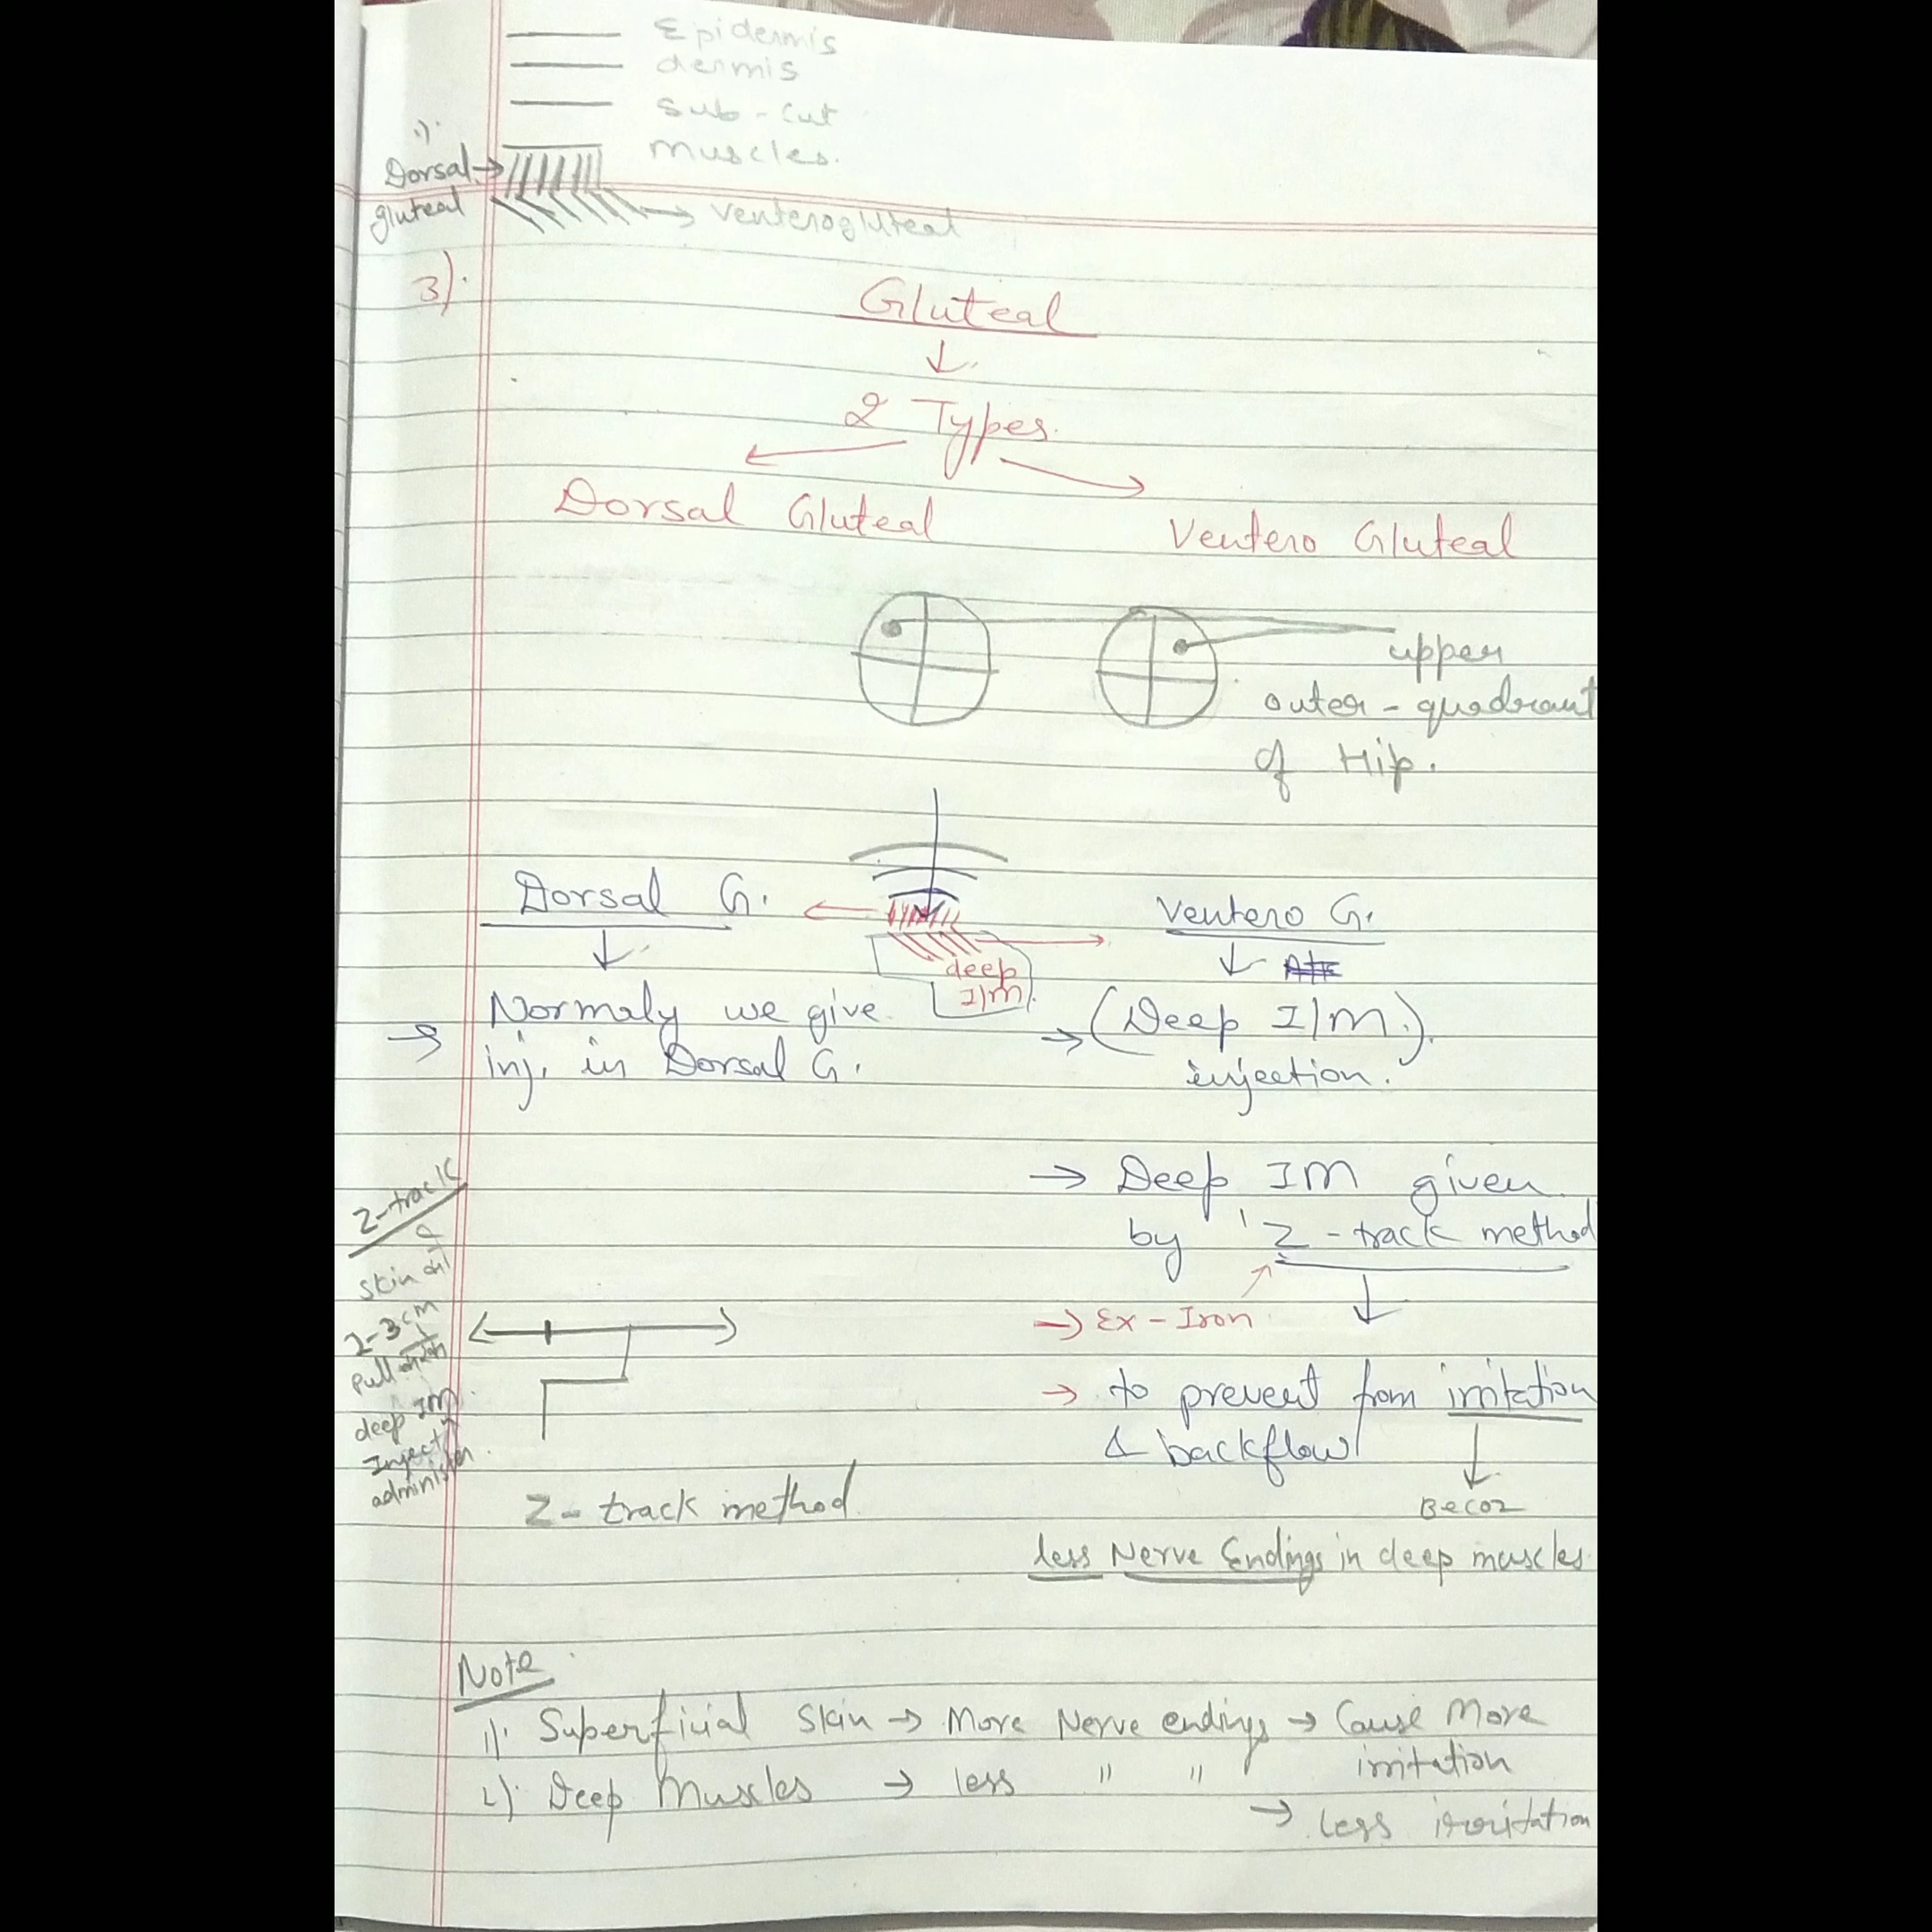 Epidermis
dermis
Sub-cut
Muscles.
1).
Dorsal
gluteal
Venterogluteal
3).
Gluteal
2 Types.
Dorsal Gluteal
Ventero Gluteal
upper
outer-quadrant
of Hip.
Dorsal G.
Ventero G.
deep
I/m.
Normaly we give
inj. in Dorsal G.
(Deep I/m.).
injection.
Deep IM given
by 'Z-track method
Ex-Iron
to prevent from irritation
& backflow
Becoz
less Nerve Endings in deep muscles
Z-track
Skin
2-3cm
pull
deep IM
Inject
administer
Z-track method
Note
1). Superficial Skin → More Nerve endings → Cause More
irritation
2). Deep Muscles → less " "
→ less irritation